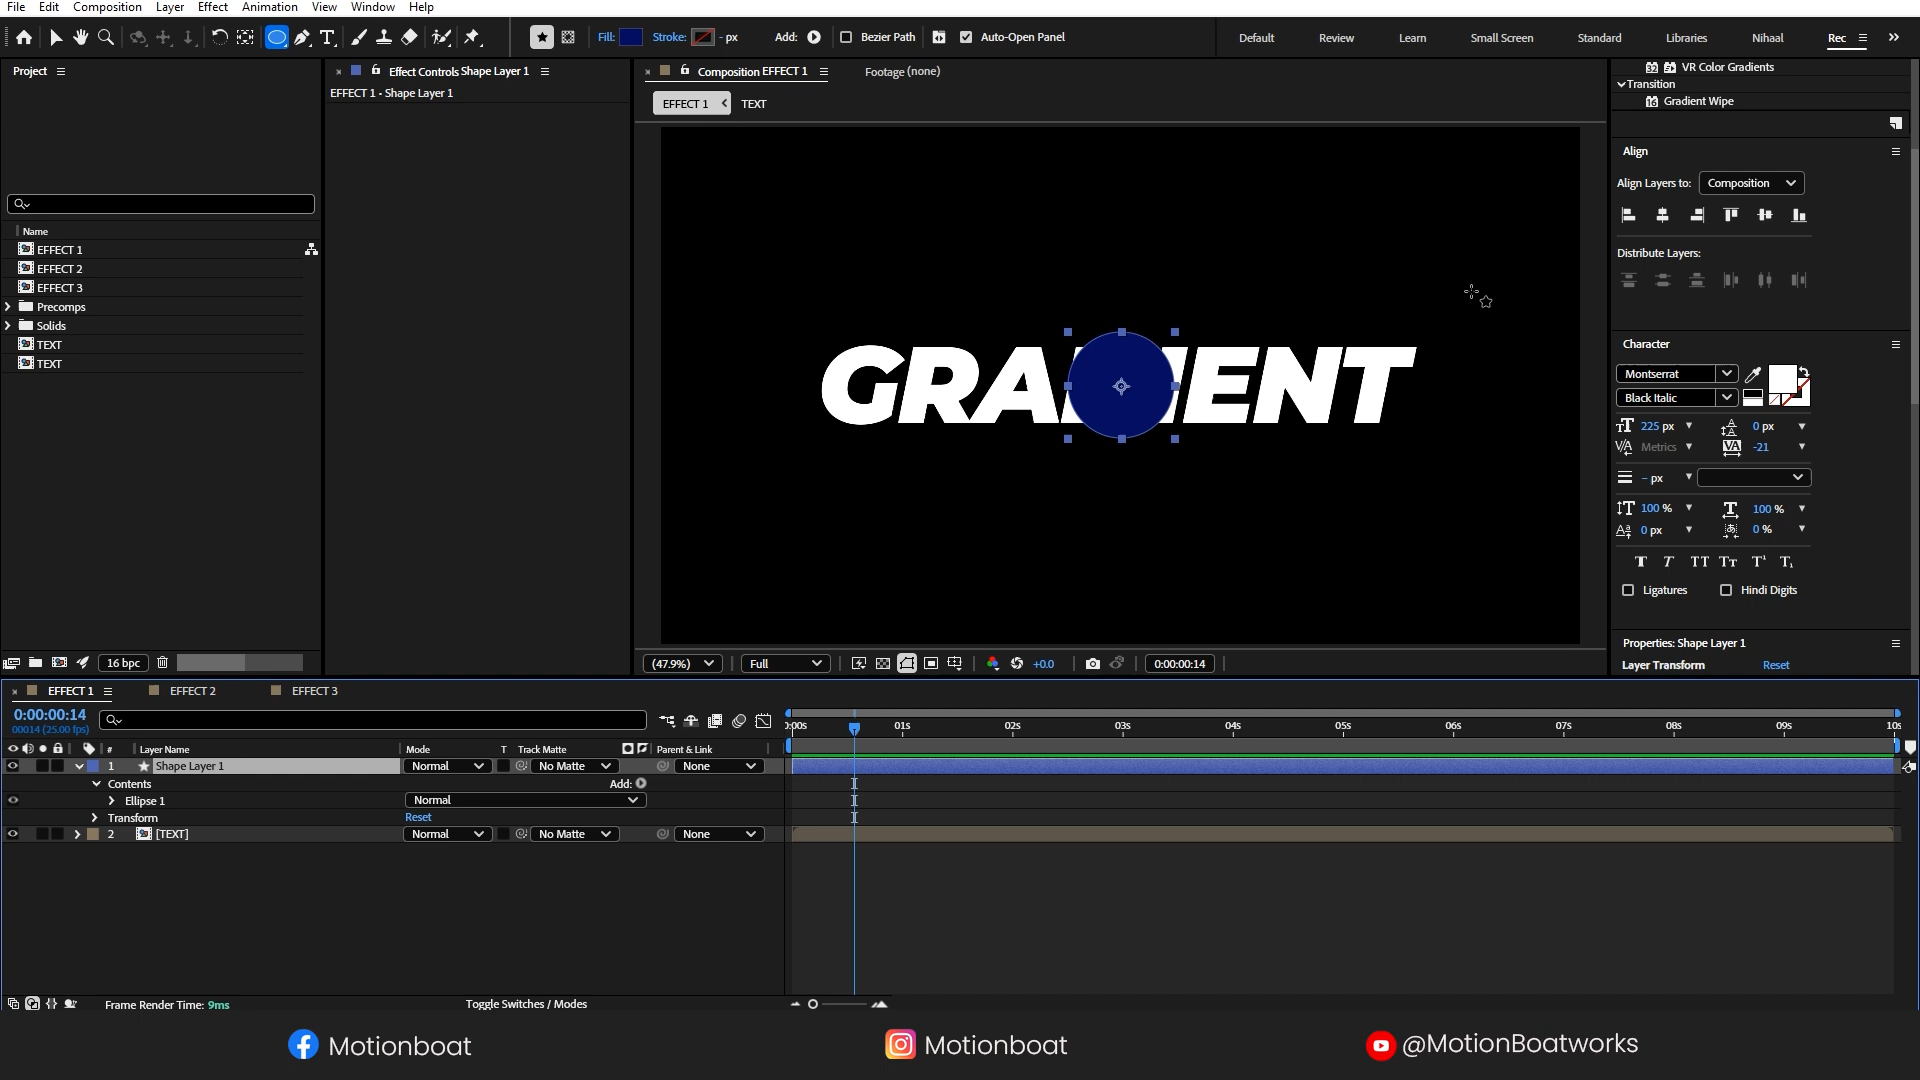 File Edit Composition Layer Effect Animation View Window Help
Fill: Stroke: - px Add: Bezier Path Auto-Open Panel Default Review Learn Small Screen Standard Libraries Nihaal Rec
Project
Effect Controls Shape Layer 1
EFFECT 1 - Shape Layer 1
Composition EFFECT 1 Footage (none)
EFFECT 1 TEXT
32 VR Color Gradients
Transition
16 Gradient Wipe
Align
Align Layers to: Composition
Distribute Layers:
Name
EFFECT 1
EFFECT 2
EFFECT 3
Precomps
Solids
TEXT
TEXT
GRADIENT
Character
Montserrat
Black Italic
225 px 0 px
Metrics -21
- px
100 % 100 %
0 px 0 %
Ligatures Hindi Digits
Properties: Shape Layer 1
Layer Transform Reset
16 bpc
(47.9%) Full +0.0 0:00:00:14
EFFECT 1 EFFECT 2 EFFECT 3
0:00:00:14
00014 (25.00 fps)
:00s 01s 02s 03s 04s 05s 06s 07s 08s 09s 10s
# Layer Name Mode T Track Matte Parent & Link
1 Shape Layer 1 Normal No Matte None
Contents Add:
Ellipse 1 Normal
Transform Reset
2 [TEXT] Normal No Matte None
Frame Render Time: 9ms Toggle Switches / Modes
Motionboat Motionboat @MotionBoatworks